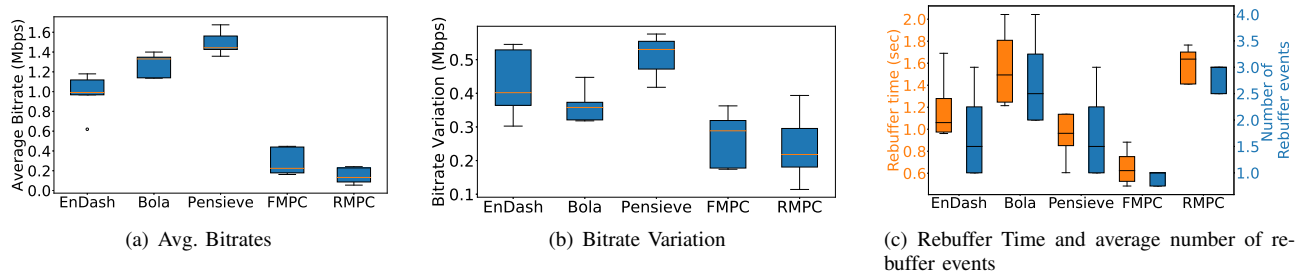 Average Bitrate (Mbps)
1.6
1.4
1.2
1.0
0.8
0.6
0.4
0.2
0.0
EnDash Bola Pensieve FMPC RMPC
(a) Avg. Bitrates
Bitrate Variation (Mbps)
0.5
0.4
0.3
0.2
0.1
EnDash Bola Pensieve FMPC RMPC
(b) Bitrate Variation
Rebuffer time (sec)
2.0
1.8
1.6
1.4
1.2
1.0
0.8
0.6
4.0
3.5
3.0
2.5
2.0
1.5
1.0
Number of
Rebuffer events
EnDash Bola Pensieve FMPC RMPC
(c) Rebuffer Time and average number of re-
buffer events